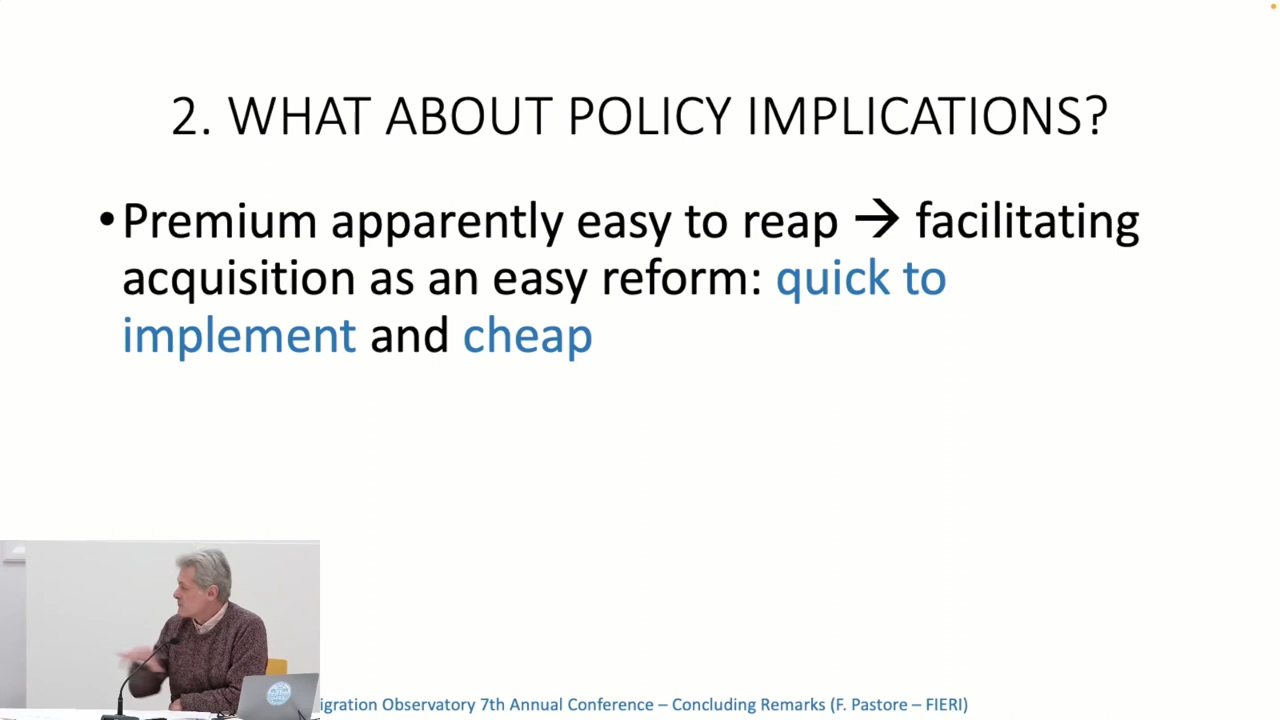 2. WHAT ABOUT POLICY IMPLICATIONS?
• Premium apparently easy to reap → facilitating
acquisition as an easy reform: quick to
implement and cheap
igration Observatory 7th Annual Conference – Concluding Remarks (F. Pastore – FIERI)